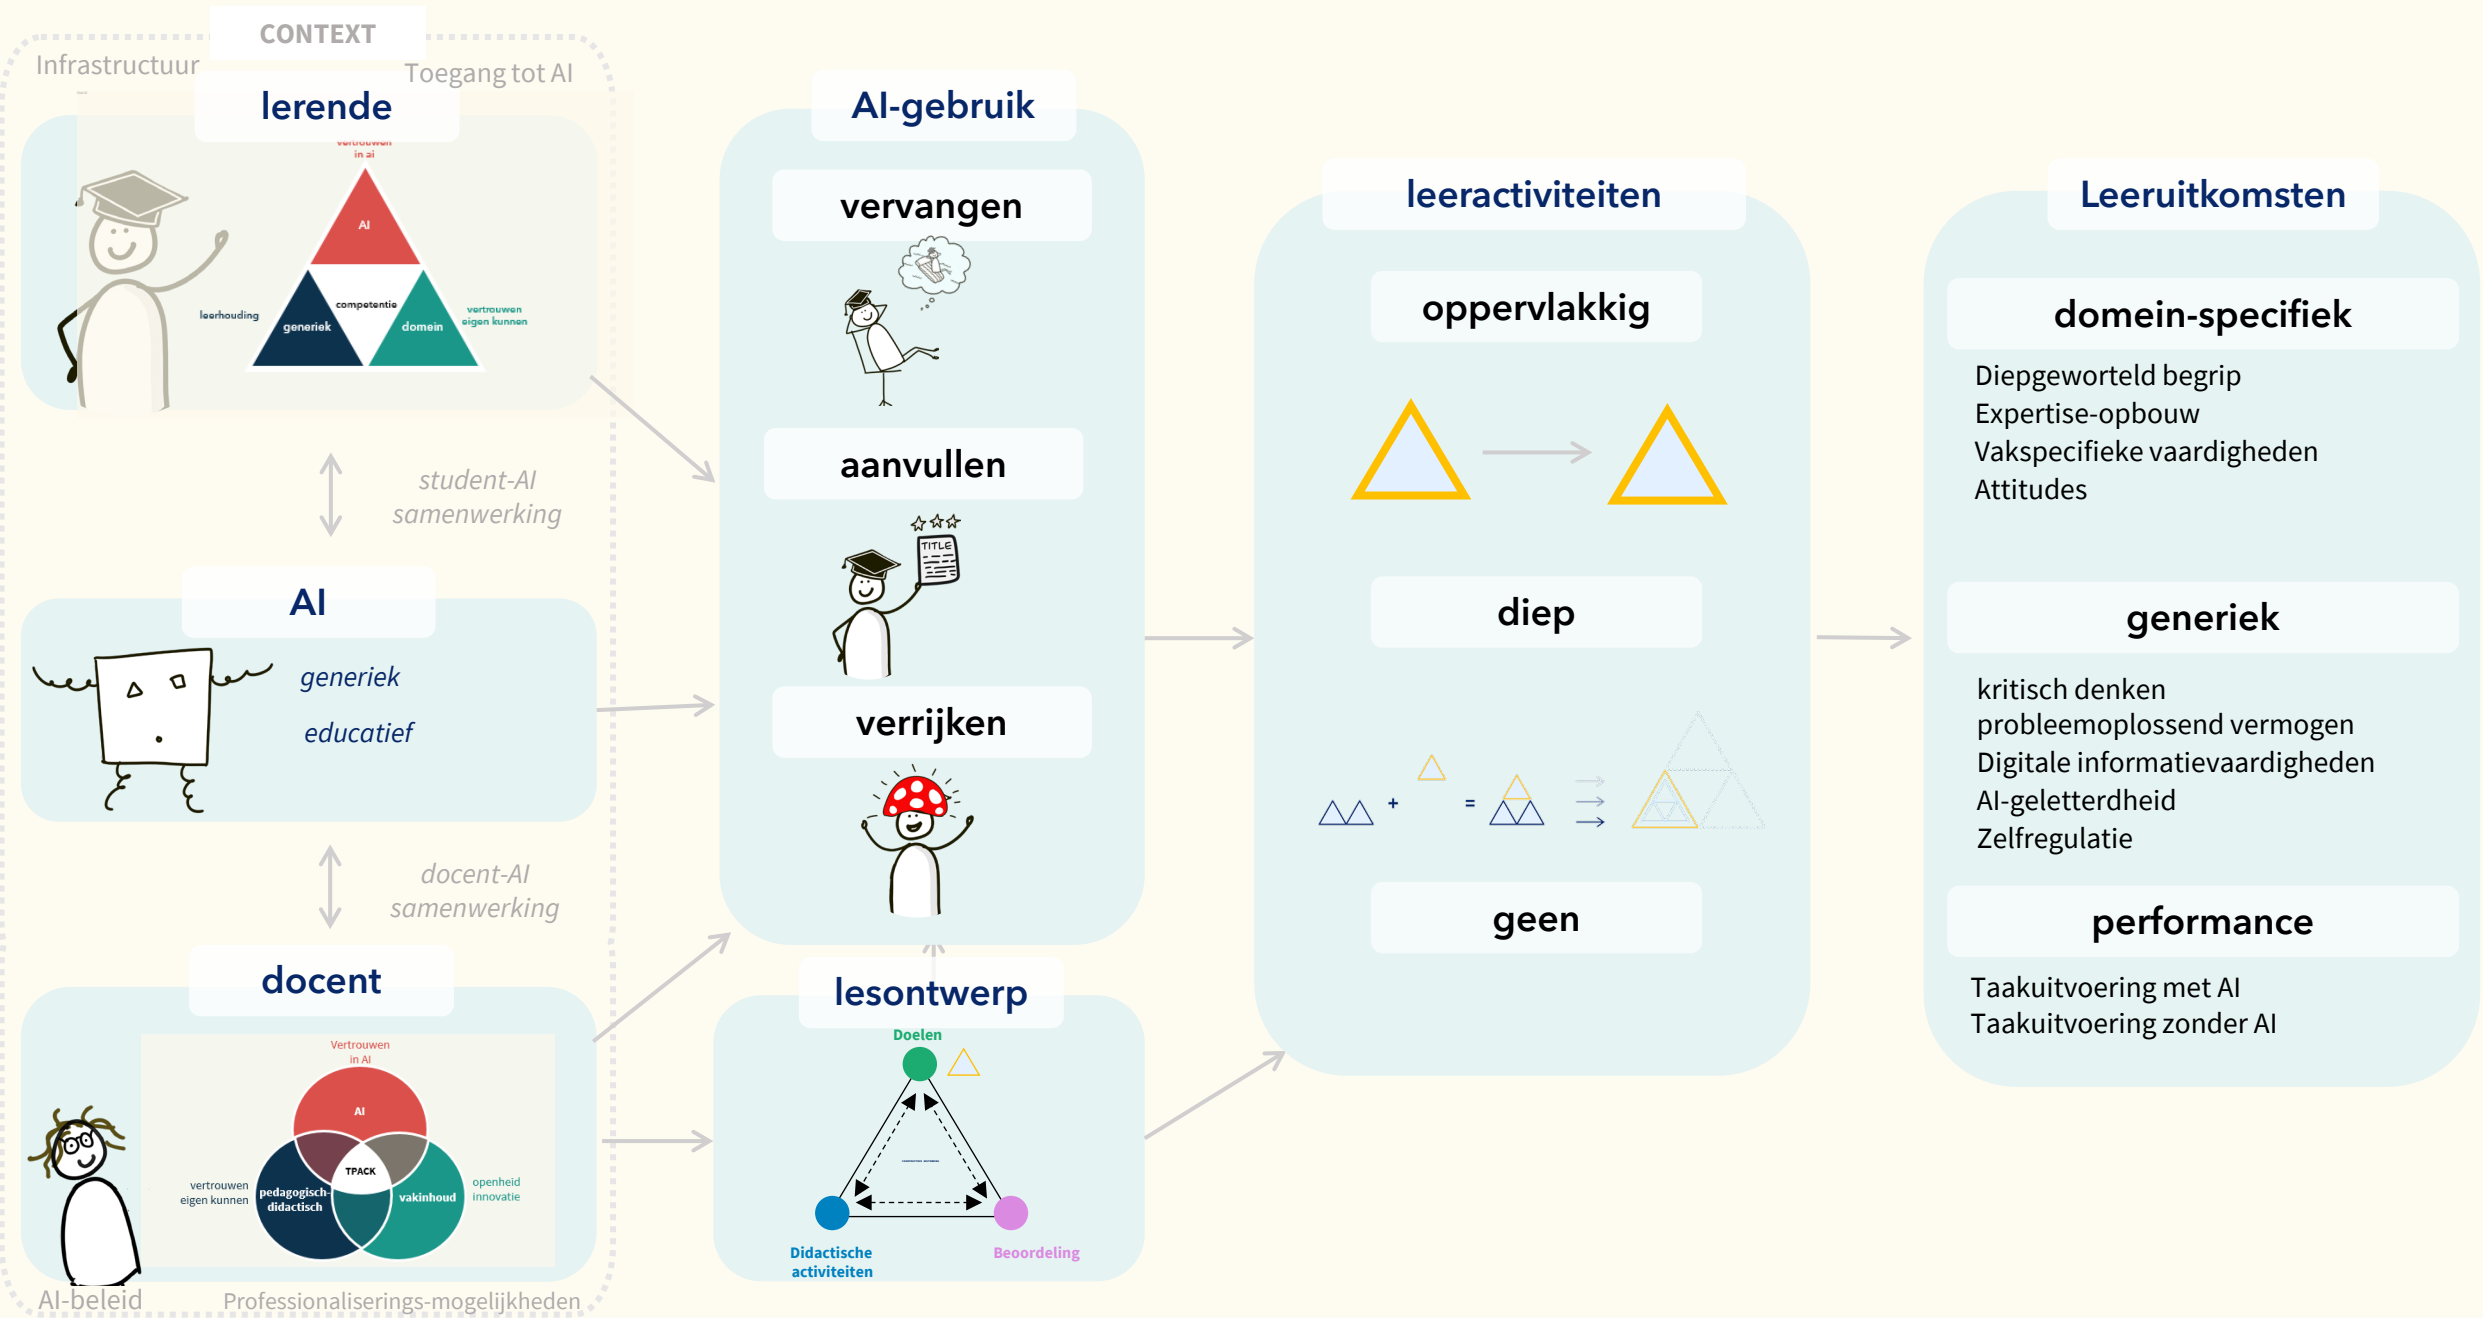 CONTEXT
Infrastructuur
Toegang tot AI
lerende
vertrouwen
in ai
AI
competentie
leerhouding
generiek
domein
vertrouwen
eigen kunnen
student-AI
samenwerking
AI
generiek
educatief
docent-AI
samenwerking
docent
Vertrouwen
in AI
AI
TPACK
vertrouwen
eigen kunnen
pedagogisch-
didactisch
vakinhoud
openheid
innovatie
AI-beleid
Professionaliserings-mogelijkheden
AI-gebruik
vervangen
aanvullen
TITLE
verrijken
lesontwerp
Doelen
Didactische
activiteiten
Beoordeling
leeractiviteiten
oppervlakkig
diep
+
=
geen
Leeruitkomsten
domein-specifiek
Diepgeworteld begrip
Expertise-opbouw
Vakspecifieke vaardigheden
Attitudes
generiek
kritisch denken
probleemoplossend vermogen
Digitale informatievaardigheden
AI-geletterdheid
Zelfregulatie
performance
Taakuitvoering met AI
Taakuitvoering zonder AI